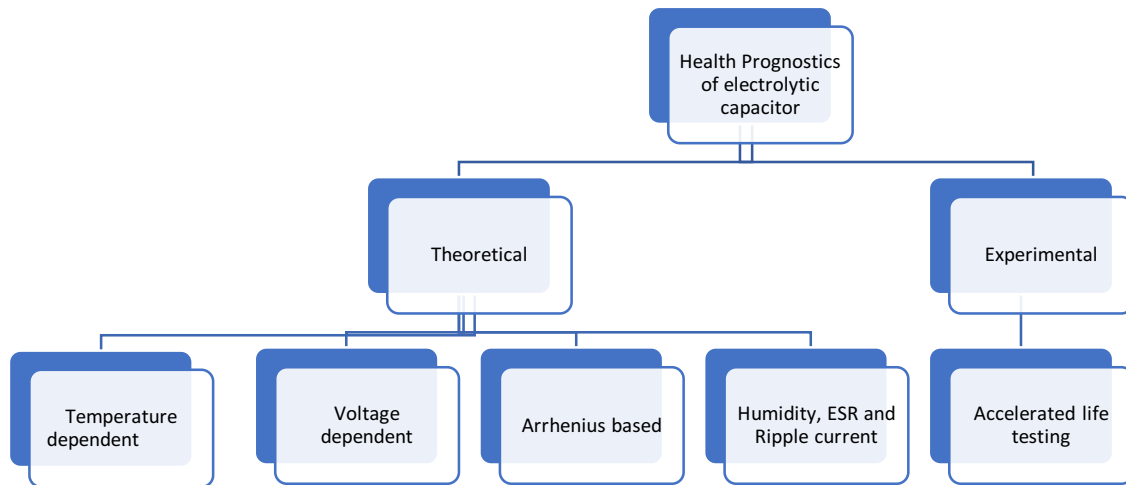 Health Prognostics
of electrolytic
capacitor
Theoretical
Experimental
Temperature
dependent
Voltage
dependent
Arrhenius based
Humidity, ESR and
Ripple current
Accelerated life
testing